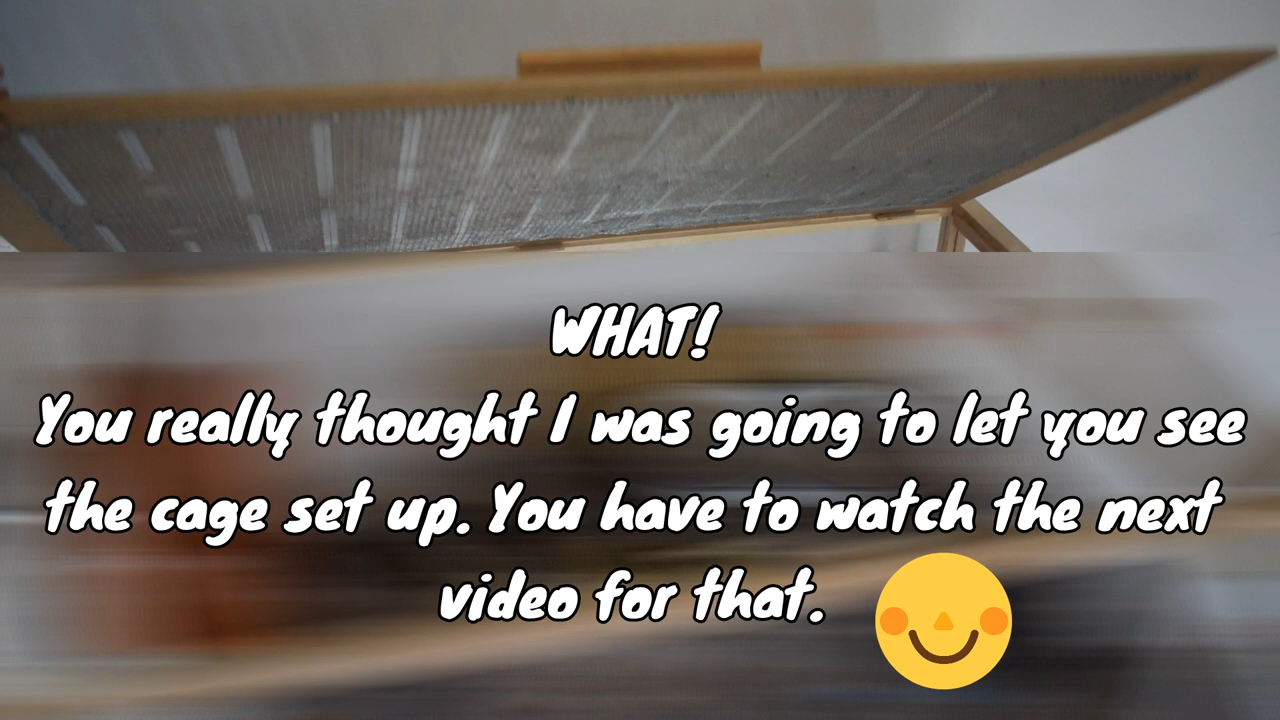 WHAT!
You really thought I was going to let you see
the cage set up. You have to watch the next
video for that.